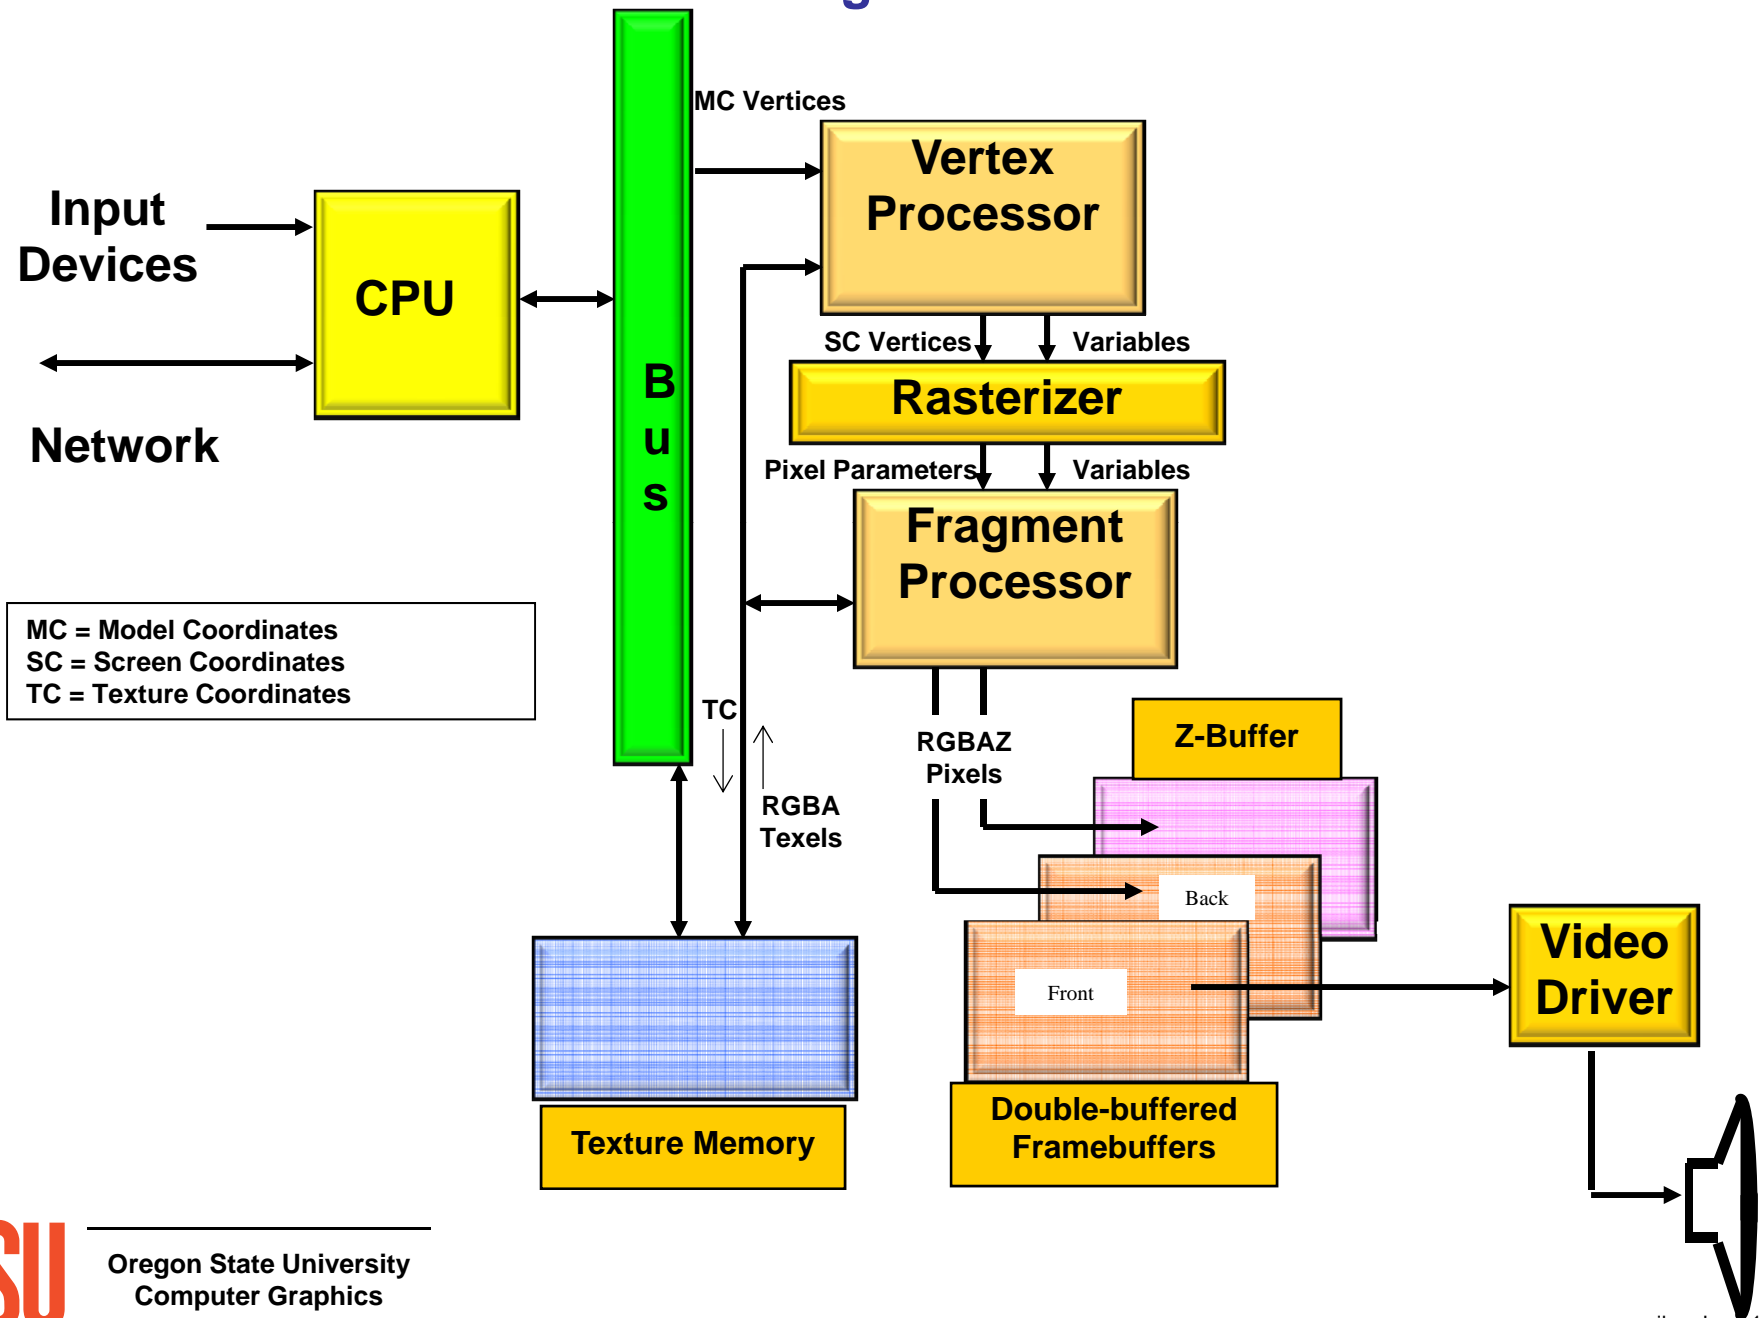 MC Vertices
Vertex
Processor
Input
Devices
CPU
SC Vertices
Variables
B
u
s
Rasterizer
Network
Pixel Parameters
Variables
Fragment
Processor
MC = Model Coordinates
SC = Screen Coordinates
TC = Texture Coordinates
TC
RGBAZ
Pixels
Z-Buffer
RGBA
Texels
Back
Front
Video
Driver
Double-buffered
Framebuffers
Texture Memory
SU
Oregon State University
Computer Graphics